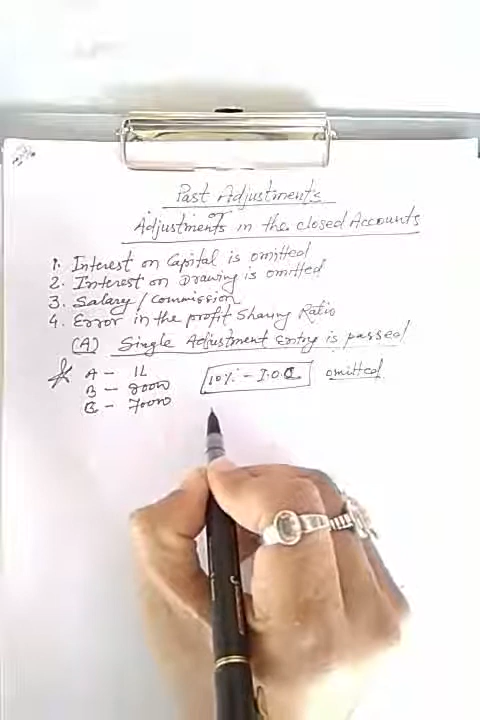 Past Adjustments
or
Adjustments in the closed Accounts
1. Interest on Capital is omitted
2. Interest on Drawing is omitted
3. Salary / Commission
4. Error in the profit sharing Ratio
(A) Single Adjustment Entry is passed
A - 1L 10% - I.O.C omitted
B - 80000
C - 70000